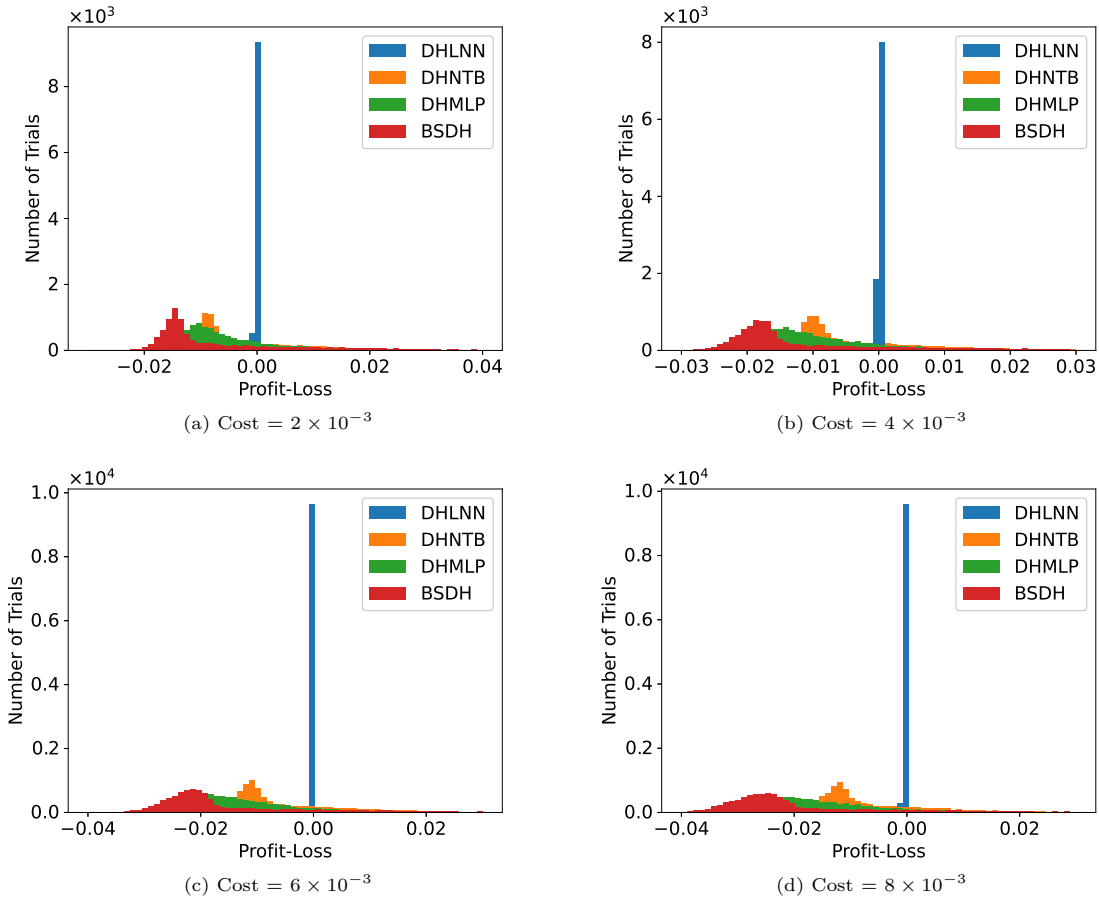 ×10³
8
6
4
2
0
Number of Trials
DHLNN
DHNTB
DHMLP
BSDH
−0.02 0.00 0.02 0.04
Profit-Loss
(a) Cost = 2 × 10⁻³
×10³
8
6
4
2
0
Number of Trials
DHLNN
DHNTB
DHMLP
BSDH
−0.03 −0.02 −0.01 0.00 0.01 0.02 0.03
Profit-Loss
(b) Cost = 4 × 10⁻³
×10⁴
1.0
0.8
0.6
0.4
0.2
0.0
Number of Trials
DHLNN
DHNTB
DHMLP
BSDH
−0.04 −0.02 0.00 0.02
Profit-Loss
(c) Cost = 6 × 10⁻³
×10⁴
1.0
0.8
0.6
0.4
0.2
0.0
Number of Trials
DHLNN
DHNTB
DHMLP
BSDH
−0.04 −0.02 0.00 0.02
Profit-Loss
(d) Cost = 8 × 10⁻³